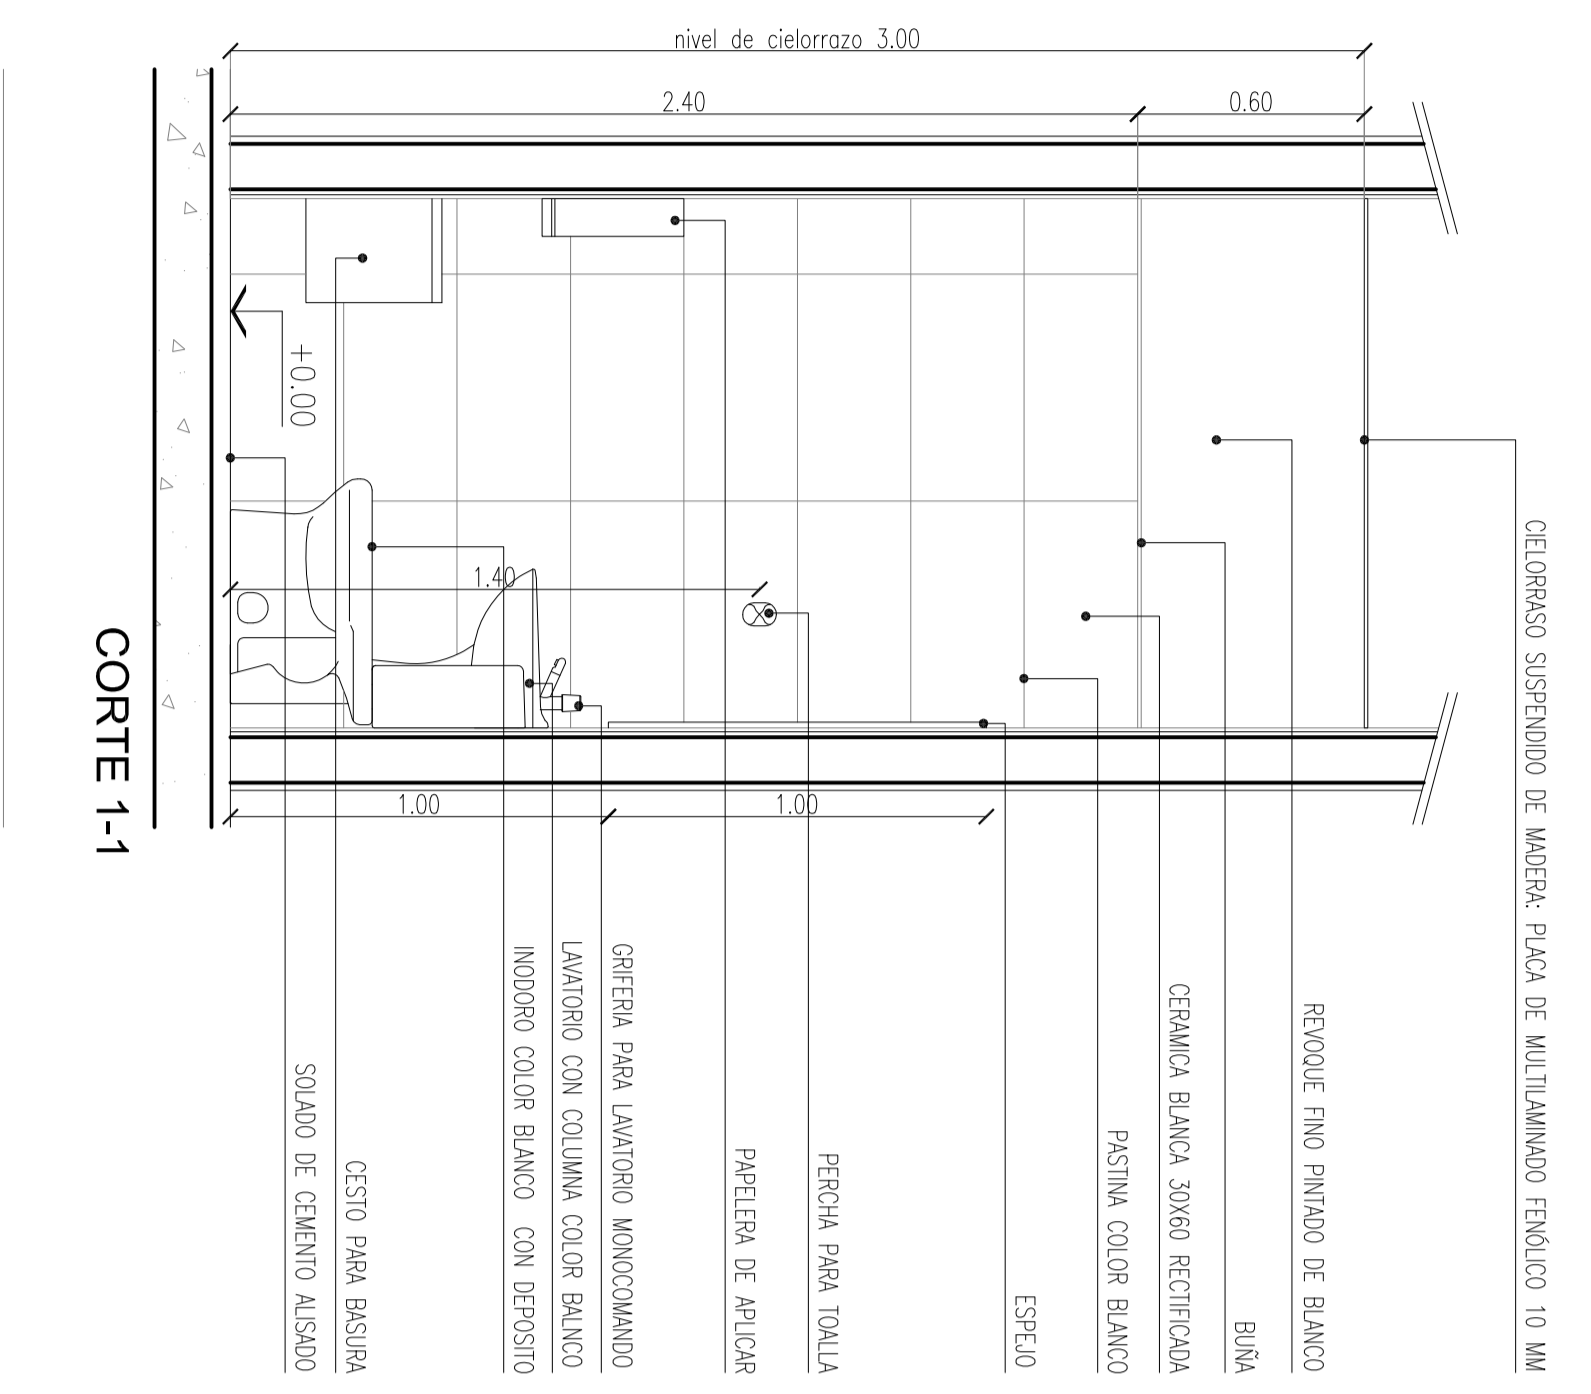 CIELORRASO SUSPENDIDO DE MADERA: PLACA DE MULTILAMINADO FENÓLICO 10 MM
REVOQUE FINO PINTADO DE BLANCO
BUÑA
CERAMICA BLANCA 30X60 RECTIFICADA
PASTINA COLOR BLANCO
ESPEJO
PERCHA PARA TOALLA
PAPELERA DE APLICAR
GRIFERIA PARA LAVATORIO MONOCOMANDO
LAVATORIO CON COLUMNA COLOR BALNCO
INODORO COLOR BLANCO CON DEPOSITO
CESTO PARA BASURA
SOLADO DE CEMENTO ALISADO
nivel de cielorrazo 3.00
0.60
2.40
1.40
1.00
1.00
+0.00
CORTE 1-1